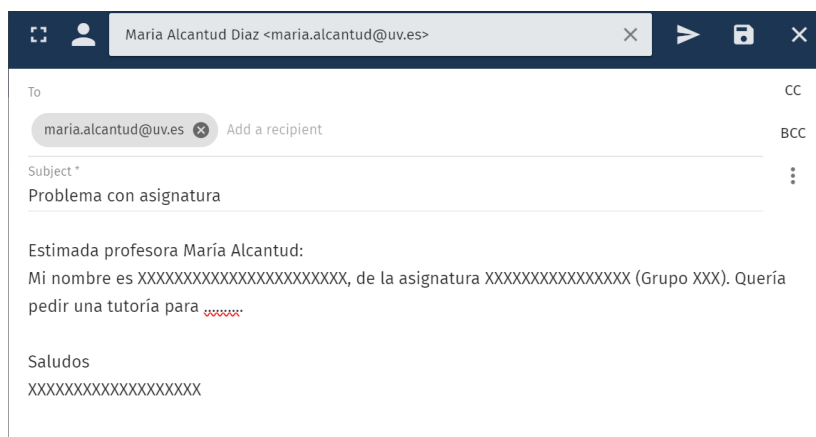 Maria Alcantud Diaz <maria.alcantud@uv.es>
To
CC
maria.alcantud@uv.es Add a recipient
BCC
Subject *
Problema con asignatura
Estimada profesora María Alcantud:
Mi nombre es XXXXXXXXXXXXXXXXXXXXXXX, de la asignatura XXXXXXXXXXXXXXXX (Grupo XXX). Quería
pedir una tutoría para ..........
Saludos
XXXXXXXXXXXXXXXXXXX